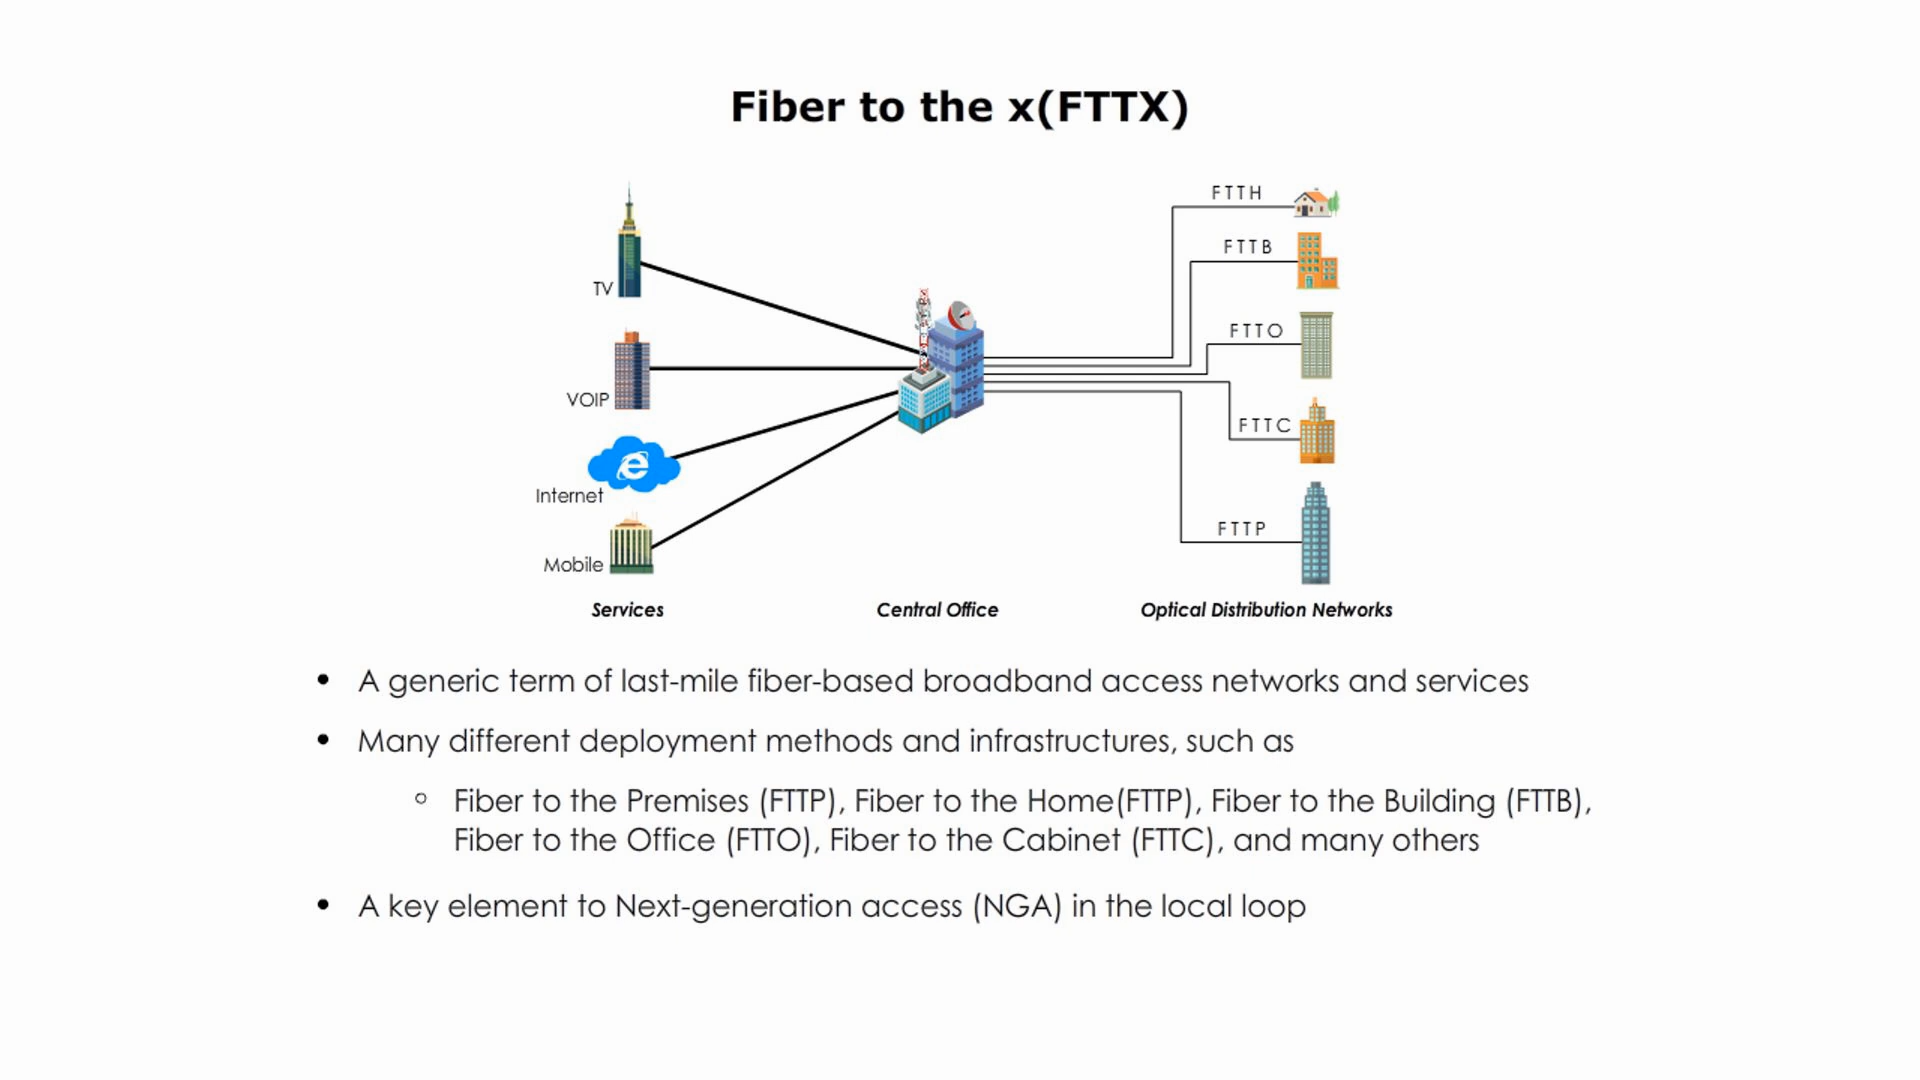 Fiber to the x(FTTX)
FTTH
FTTB
TV
FTTO
VOIP
FTTC
Internet
FTTP
Mobile
Services
Central Office
Optical Distribution Networks
• A generic term of last-mile fiber-based broadband access networks and services
• Many different deployment methods and infrastructures, such as
○ Fiber to the Premises (FTTP), Fiber to the Home(FTTP), Fiber to the Building (FTTB),
Fiber to the Office (FTTO), Fiber to the Cabinet (FTTC), and many others
• A key element to Next-generation access (NGA) in the local loop